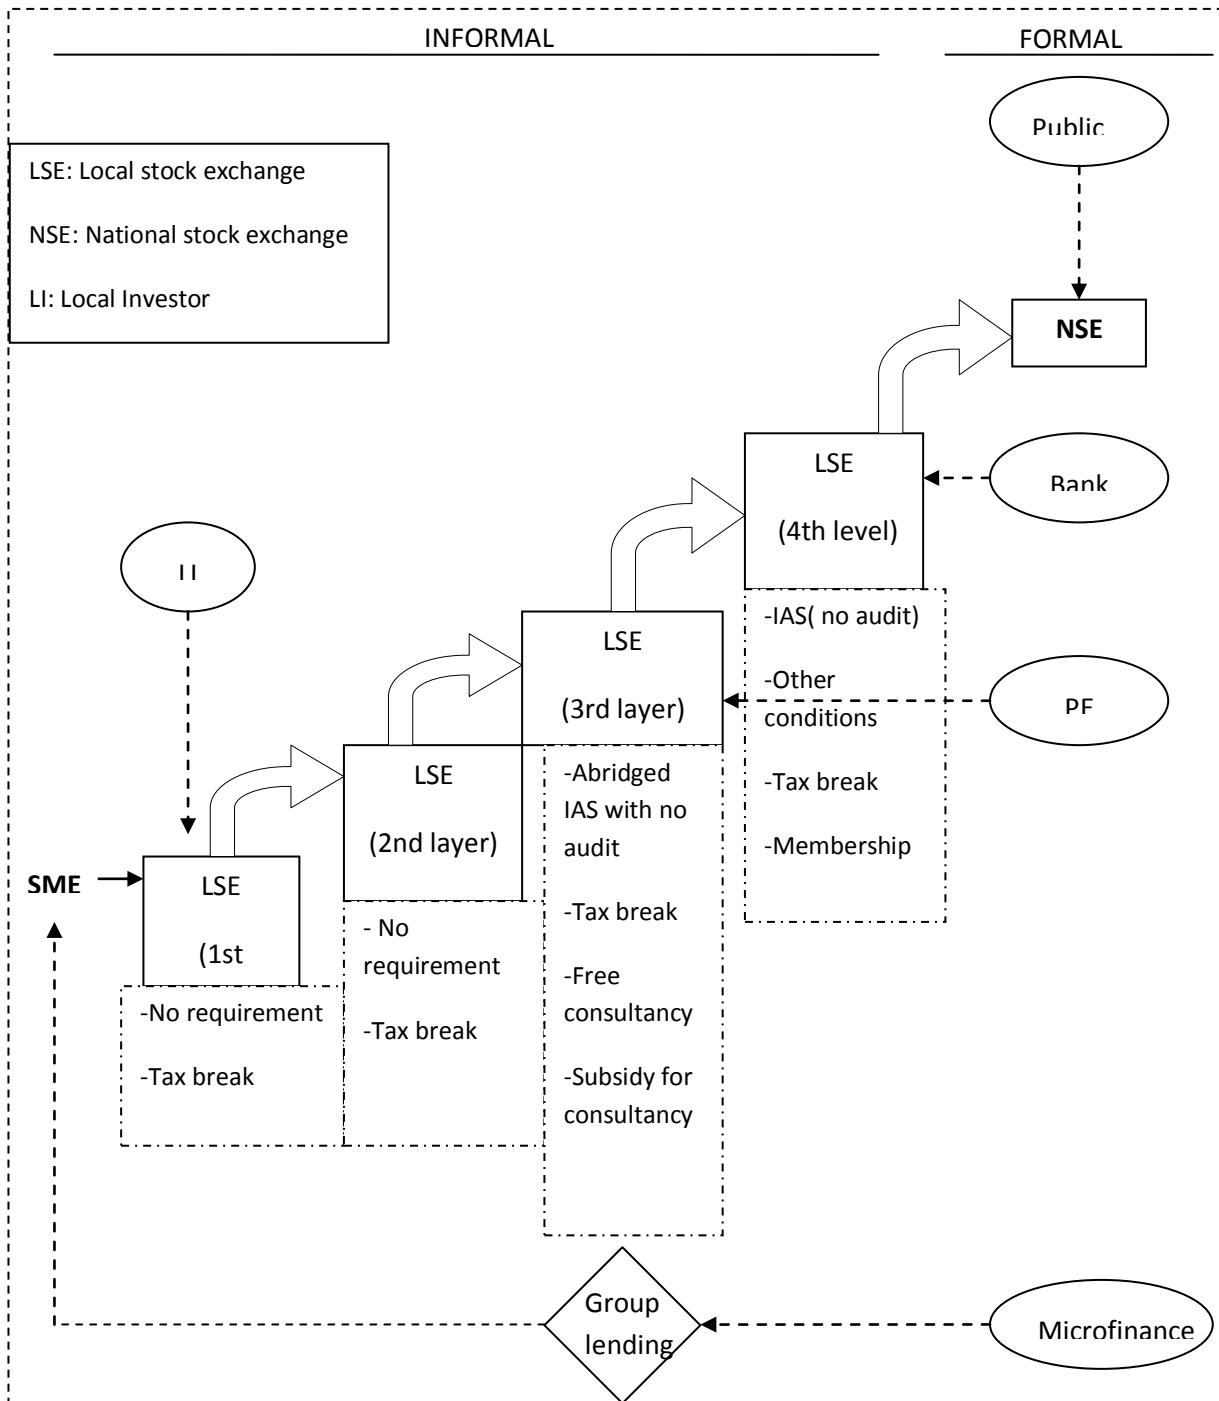 INFORMAL
FORMAL
Public
LSE: Local stock exchange
NSE: National stock exchange
LI: Local Investor
NSE
LSE
(4th level)
Bank
LI
-IAS( no audit)
-Other
conditions
-Tax break
-Membership
LSE
(3rd layer)
PE
-Abridged
IAS with no
audit
-Tax break
-Free
consultancy
-Subsidy for
consultancy
LSE
(2nd layer)
- No
requirement
-Tax break
SME
LSE
(1st
-No requirement
-Tax break
Group
lending
Microfinance